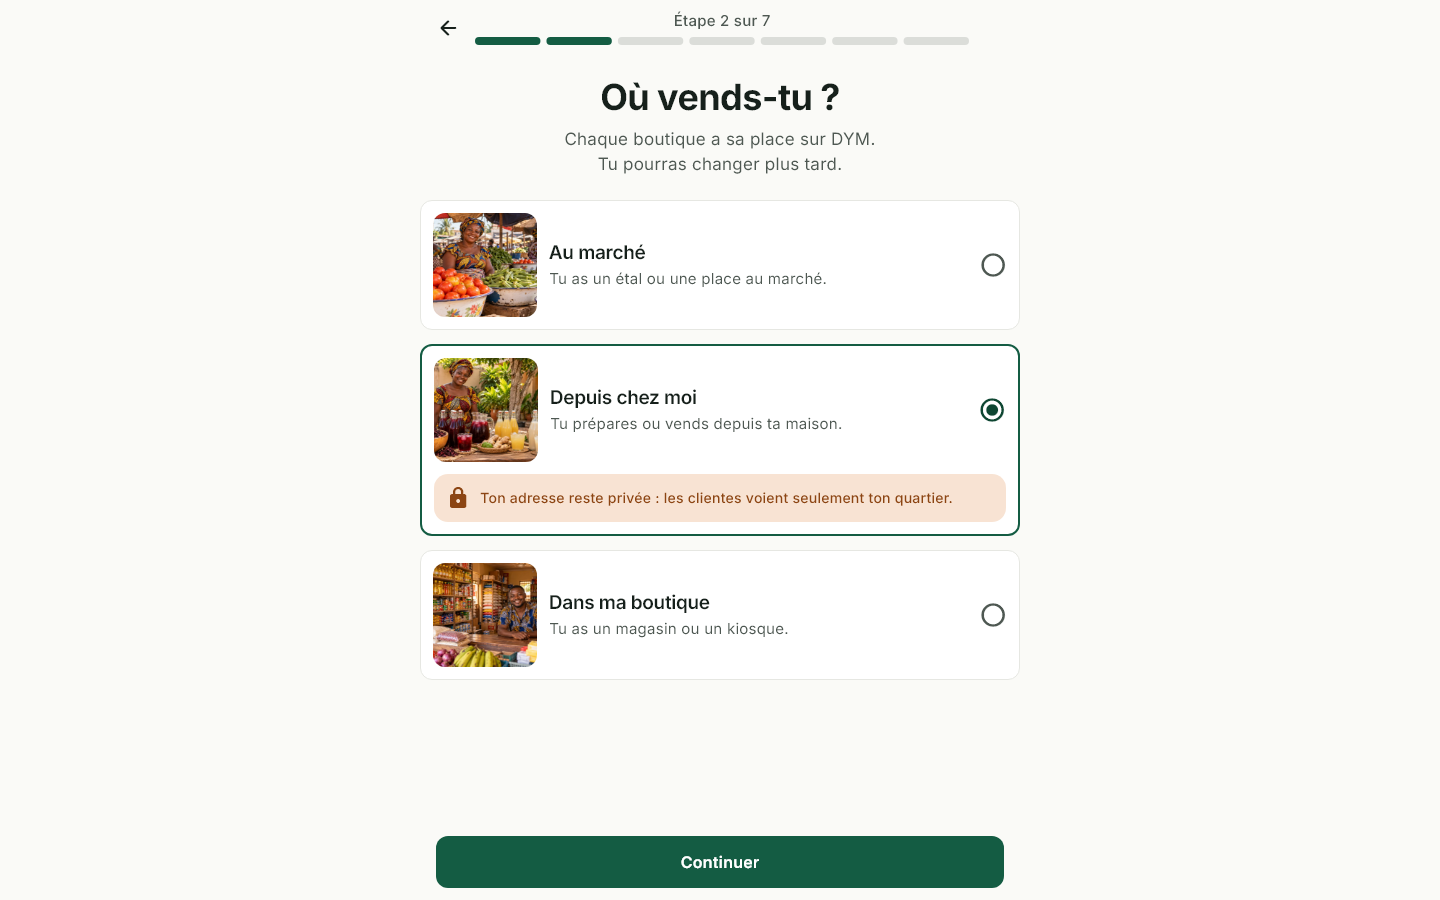 Étape 2 sur 7
Où vends-tu ?
Chaque boutique a sa place sur DYM.
Tu pourras changer plus tard.
Au marché
Tu as un étal ou une place au marché.
Depuis chez moi
Tu prépares ou vends depuis ta maison.
Ton adresse reste privée : les clientes voient seulement ton quartier.
Dans ma boutique
Tu as un magasin ou un kiosque.
Continuer